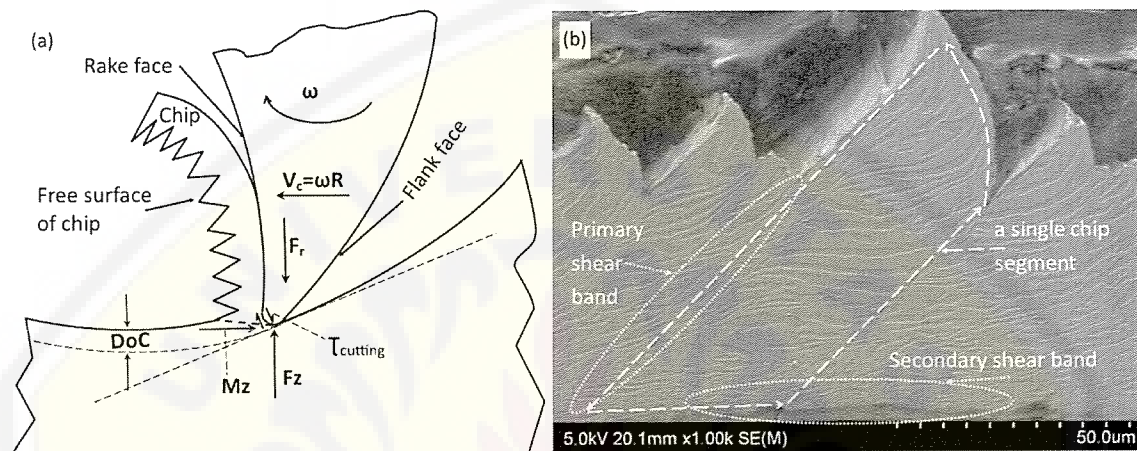 (a)
Rake face
Chip
ω
Flank face
Free surface
of chip
V_c=ωR
F_r
DoC
τ_cutting
Mz
Fz
(b)
Primary
shear
band
a single chip
segment
Secondary shear band
5.0kV 20.1mm x1.00k SE(M)
50.0um